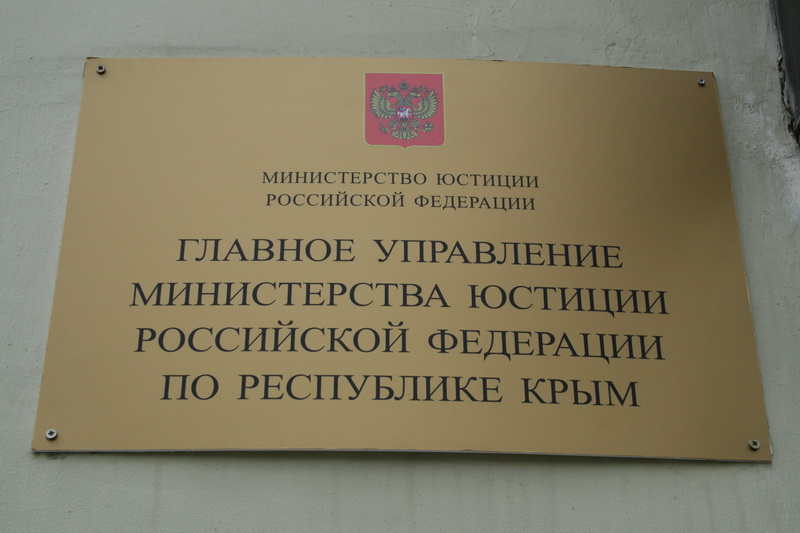 МИНИСТЕРСТВО ЮСТИЦИИ
РОССИЙСКОЙ ФЕДЕРАЦИИ
ГЛАВНОЕ УПРАВЛЕНИЕ
МИНИСТЕРСТВА ЮСТИЦИИ
РОССИЙСКОЙ ФЕДЕРАЦИИ
ПО РЕСПУБЛИКЕ КРЫМ